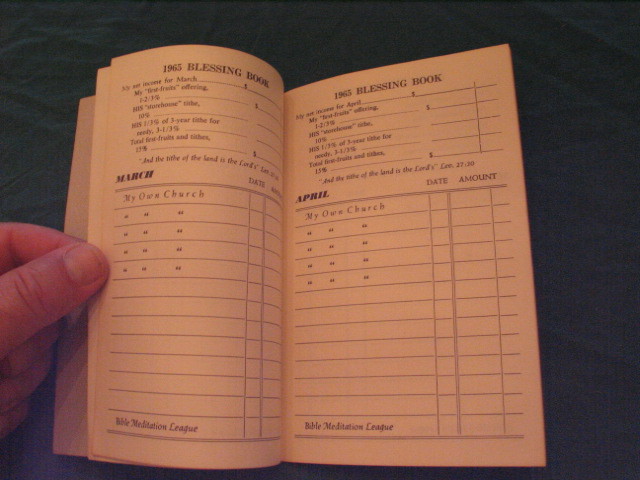 1965 BLESSING BOOK
My net income for March $
My "first-fruits" offering,
1-2/3% $
HIS "storehouse" tithe,
10%
HIS 1/3% of 3-year tithe for
needy, 3-1/3%
Total first-fruits and tithes,
15% $
"And the tithe of the land is the Lord's." Lev. 27:30
MARCH DATE
My Own Church
" " "
" " "
" " "
" " "
Bible Meditation League
1965 BLESSING BOOK
My net income for April $
My "first-fruits" offering,
1-2/3% $
HIS "storehouse" tithe,
10%
HIS 1/3% of 3-year tithe for
needy, 3-1/3%
Total first-fruits and tithes,
15% $
"And the tithe of the land is the Lord's." Lev. 27:30
APRIL DATE AMOUNT
My Own Church
" " "
" " "
" " "
" " "
Bible Meditation League